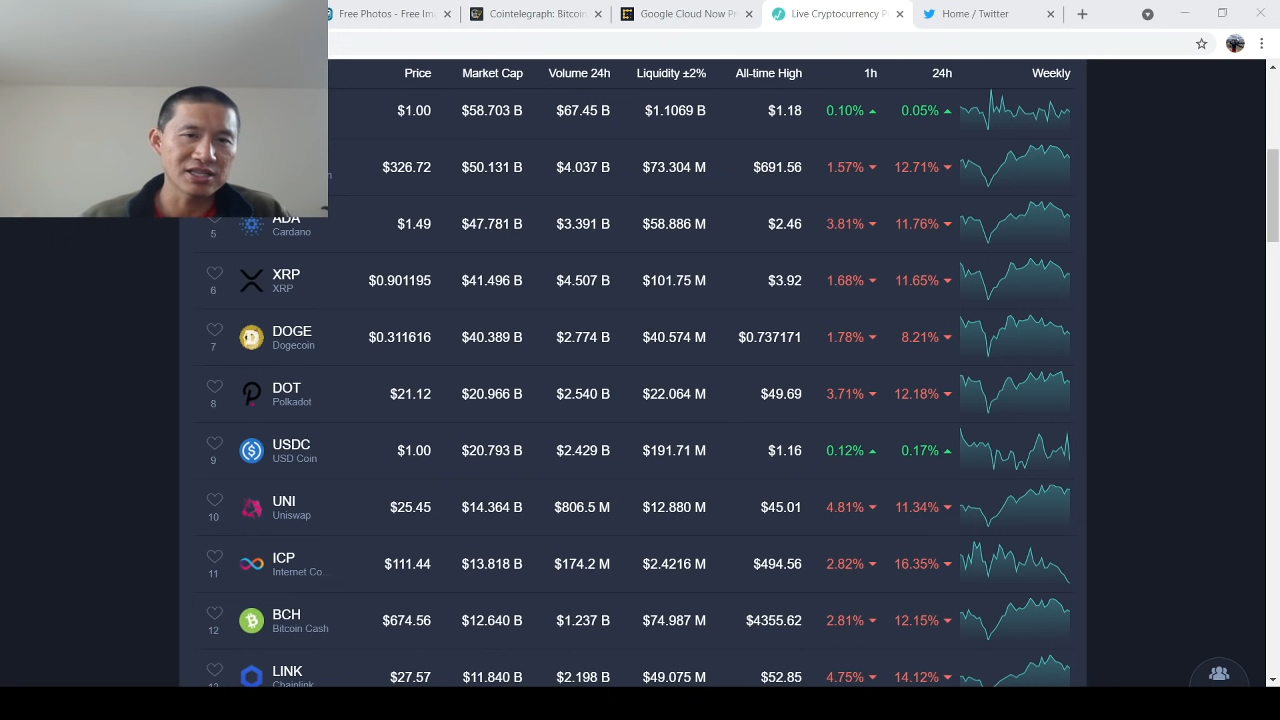 Free Photos - Free Im
Cointelegraph: Bitcoin
Google Cloud Now P
Live Cryptocurrency P
Home / Twitter
Price Market Cap Volume 24h Liquidity ±2% All-time High 1h 24h Weekly
$1.00 $58.703 B $67.45 B $1.1069 B $1.18 0.10% 0.05%
$326.72 $50.131 B $4.037 B $73.304 M $691.56 1.57% 12.71%
5 ADA Cardano $1.49 $47.781 B $3.391 B $58.886 M $2.46 3.81% 11.76%
6 XRP XRP $0.901195 $41.496 B $4.507 B $101.75 M $3.92 1.68% 11.65%
7 DOGE Dogecoin $0.311616 $40.389 B $2.774 B $40.574 M $0.737171 1.78% 8.21%
8 DOT Polkadot $21.12 $20.966 B $2.540 B $22.064 M $49.69 3.71% 12.18%
9 USDC USD Coin $1.00 $20.793 B $2.429 B $191.71 M $1.16 0.12% 0.17%
10 UNI Uniswap $25.45 $14.364 B $806.5 M $12.880 M $45.01 4.81% 11.34%
11 ICP Internet Co... $111.44 $13.818 B $174.2 M $2.4216 M $494.56 2.82% 16.35%
12 BCH Bitcoin Cash $674.56 $12.640 B $1.237 B $74.987 M $4355.62 2.81% 12.15%
LINK Chainlink $27.57 $11.840 B $2.198 B $49.075 M $52.85 4.75% 14.12%